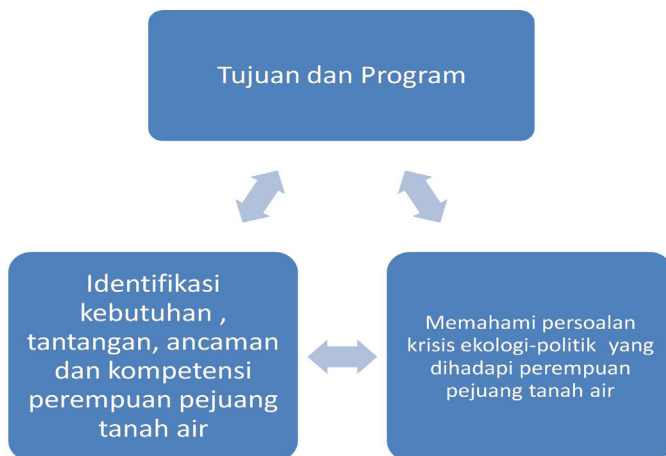 Tujuan dan Program
Identifikasi
kebutuhan ,
tantangan, ancaman
dan kompetensi
perempuan pejuang
tanah air
Memahami persoalan
krisis ekologi-politik yang
dihadapi perempuan
pejuang tanah air